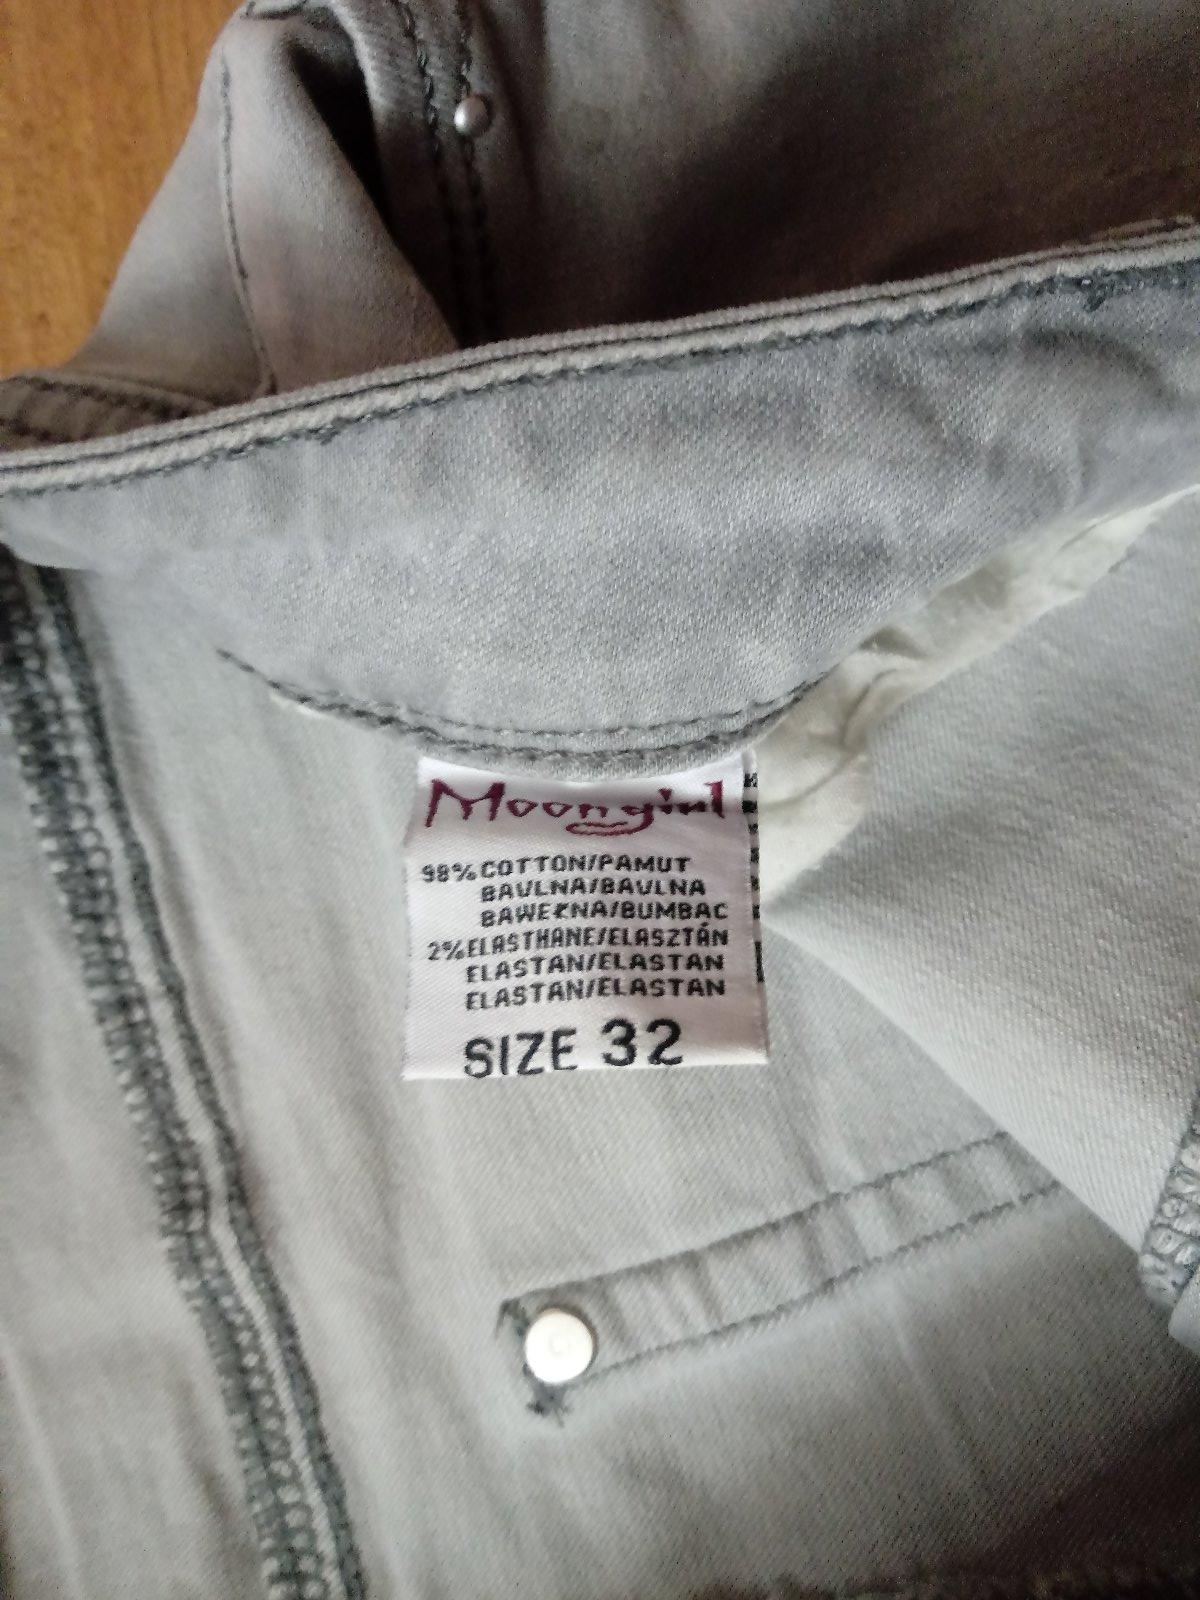 Moongirl
98% COTTON/PAMUT
BAVLNA/BAVLNA
BAWEŁNA/BUMBAC
2% ELASTHANE/ELASZTÁN
ELASTAN/ELASTAN
ELASTAN/ELASTAN
SIZE 32